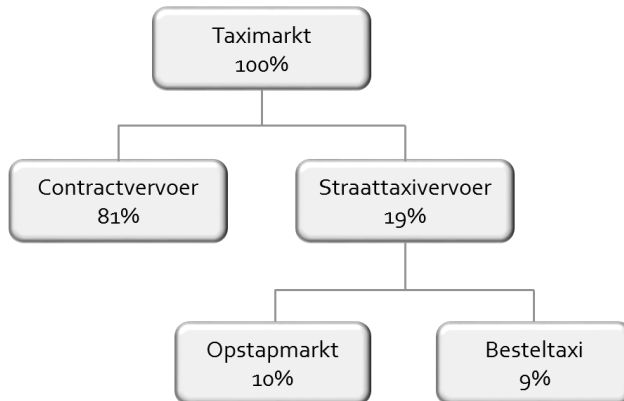 Taximarkt
100%
Contractvervoer
81%
Straattaxivervoer
19%
Opstapmarkt
10%
Besteltaxi
9%